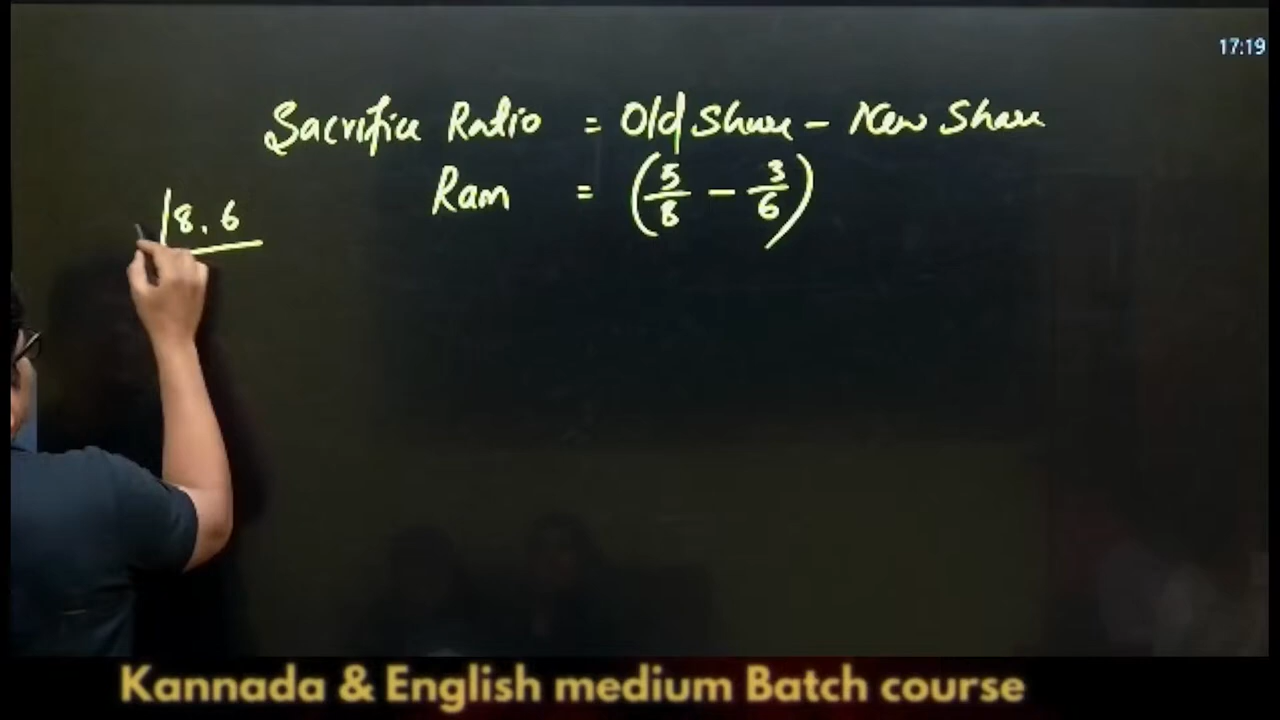 17:19
Sacrifice Ratio = Old Share - New Share
Ram = (5/8 - 3/6)
8, 6
Kannada & English medium Batch course